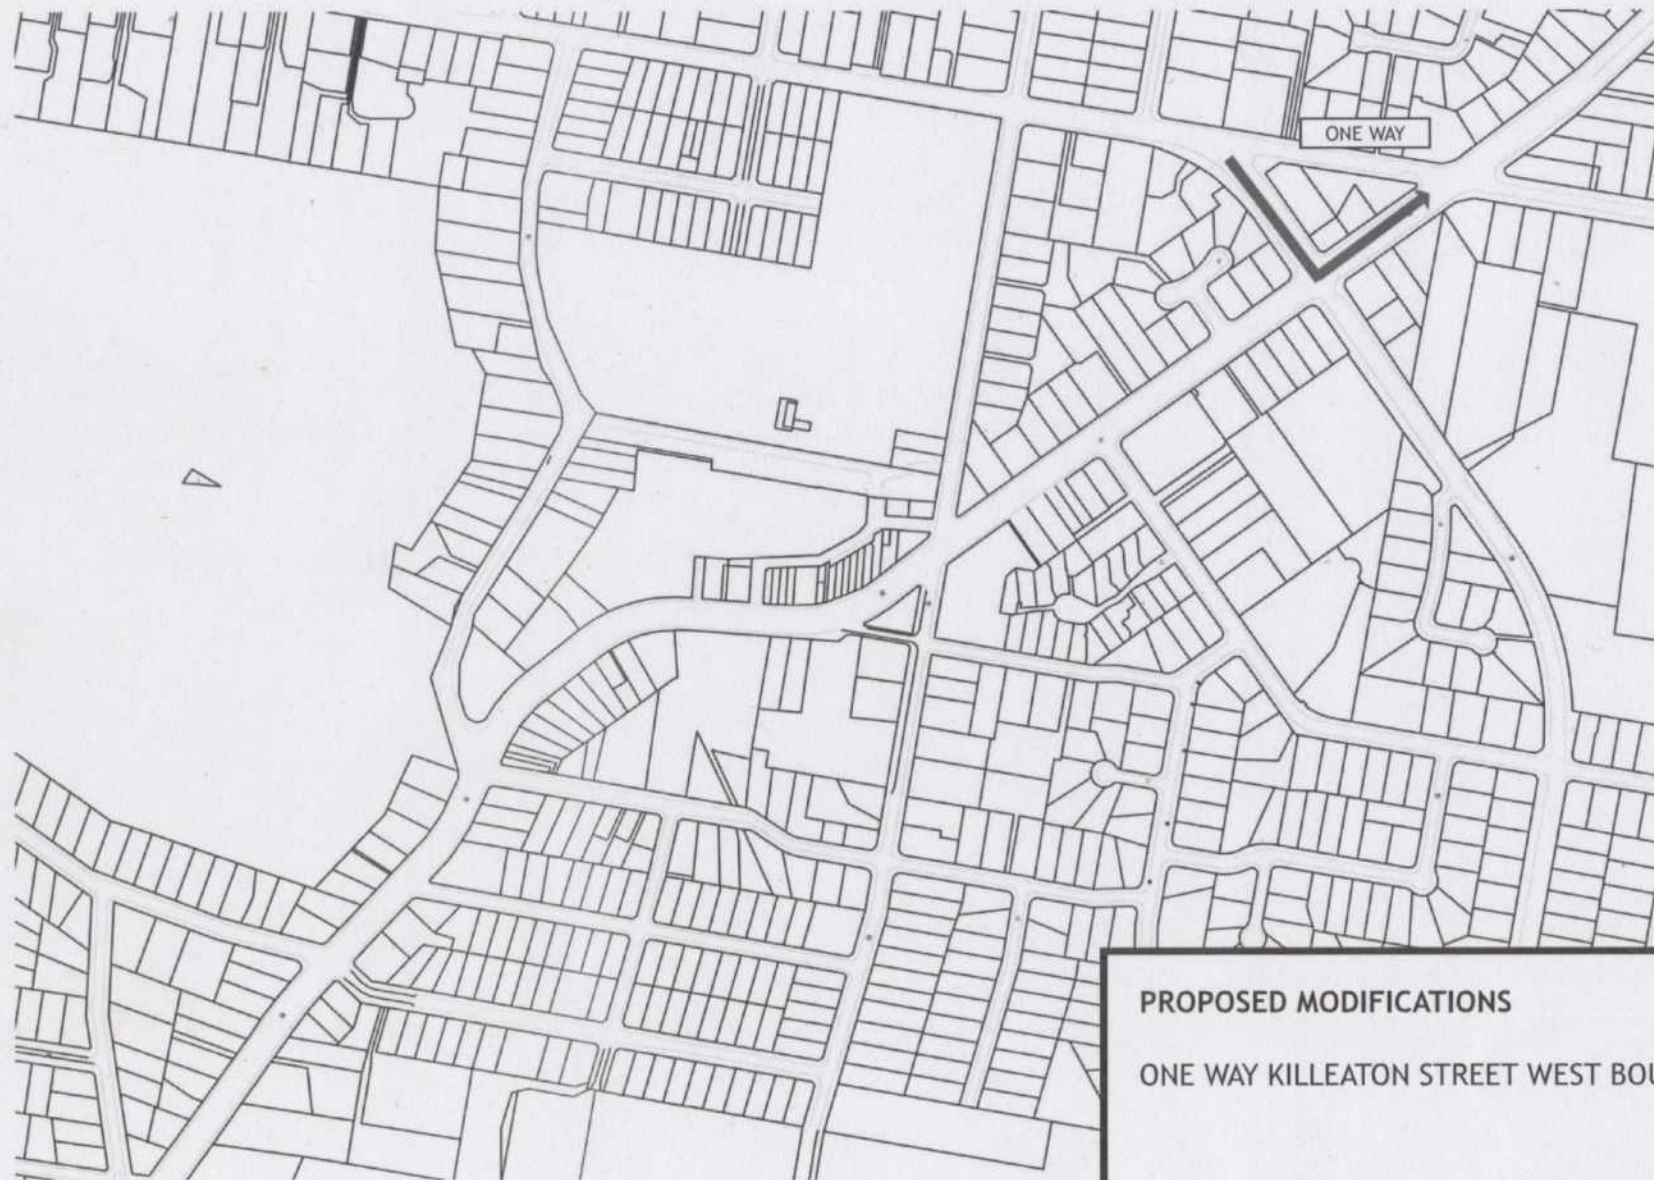 ONE WAY
PROPOSED MODIFICATIONS
ONE WAY KILLEATON STREET WEST